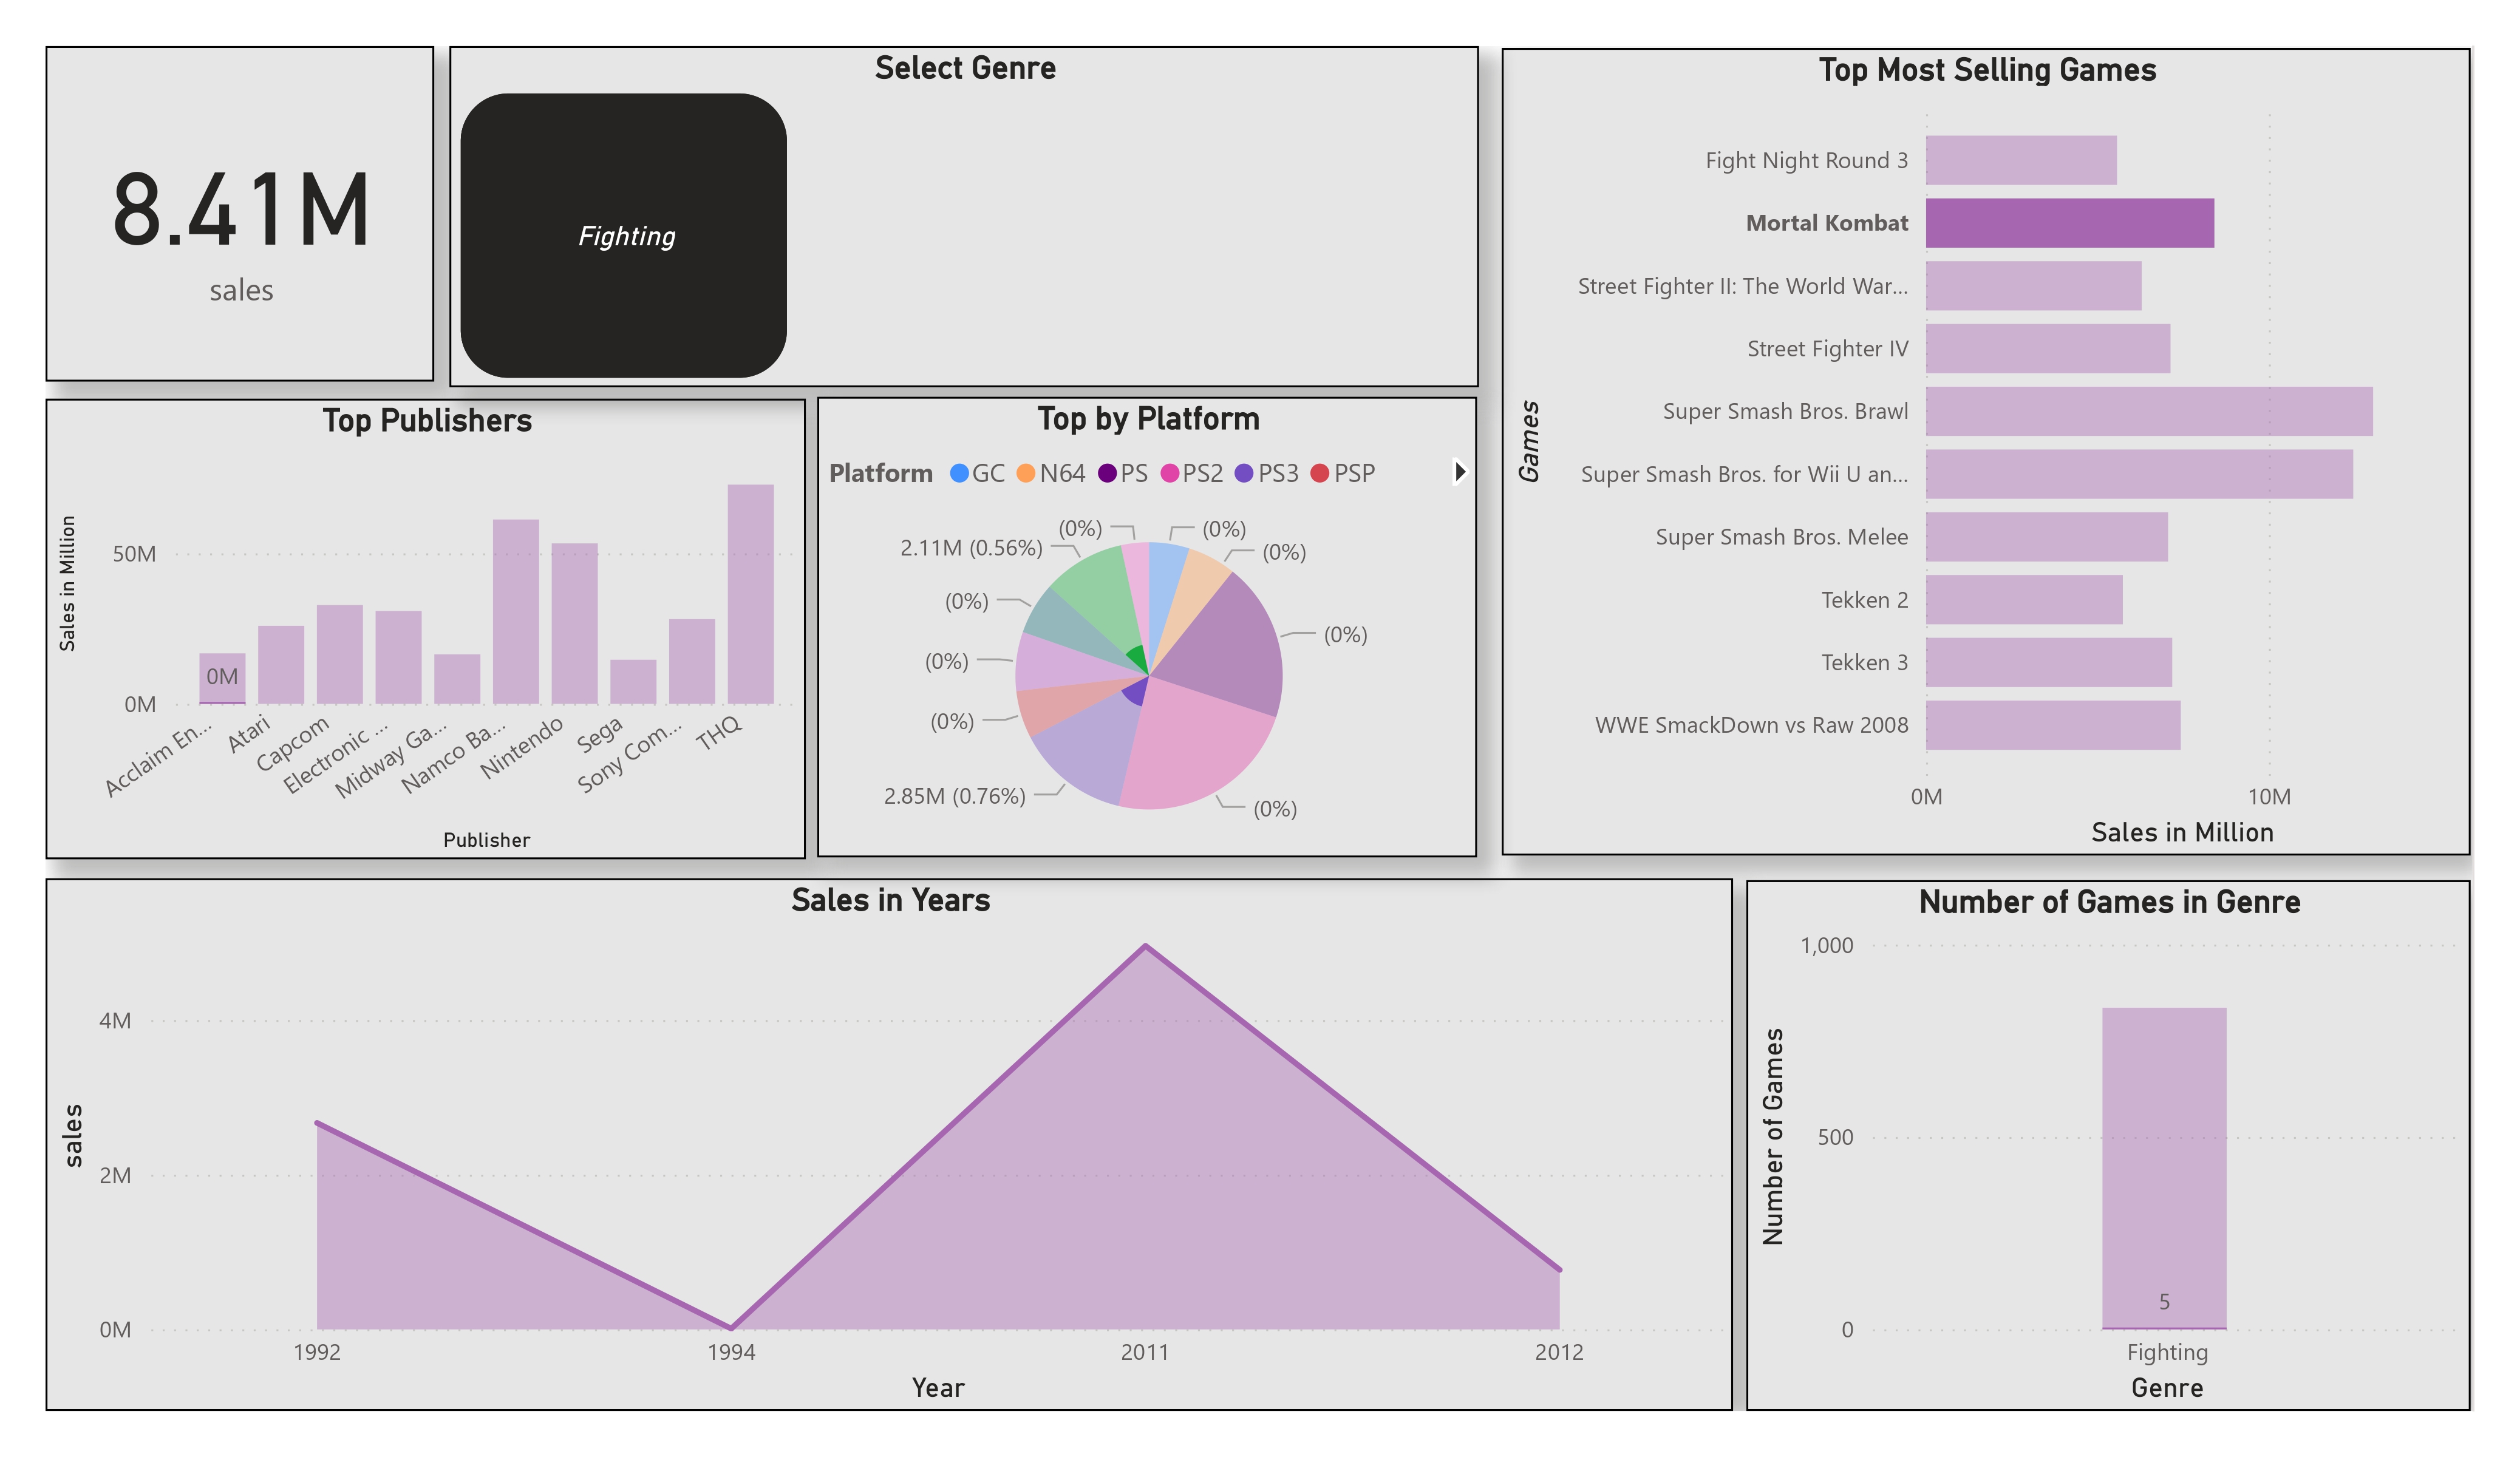 8.41M
sales
Select Genre
Fighting
Top Publishers
Sales in Million
50M
0M
0M
Acclaim En...
Atari
Capcom
Electronic ...
Midway Ga...
Namco Ba...
Nintendo
Sega
Sony Com...
THQ
Publisher
Top by Platform
Platform GC N64 PS PS2 PS3 PSP
(0%)
(0%)
2.11M (0.56%)
(0%)
(0%)
(0%)
(0%)
(0%)
2.85M (0.76%)
(0%)
Top Most Selling Games
Games
Fight Night Round 3
Mortal Kombat
Street Fighter II: The World War...
Street Fighter IV
Super Smash Bros. Brawl
Super Smash Bros. for Wii U an...
Super Smash Bros. Melee
Tekken 2
Tekken 3
WWE SmackDown vs Raw 2008
0M 10M
Sales in Million
Sales in Years
sales
4M
2M
0M
1992 1994 2011 2012
Year
Number of Games in Genre
Number of Games
1,000
500
5
0
Fighting
Genre